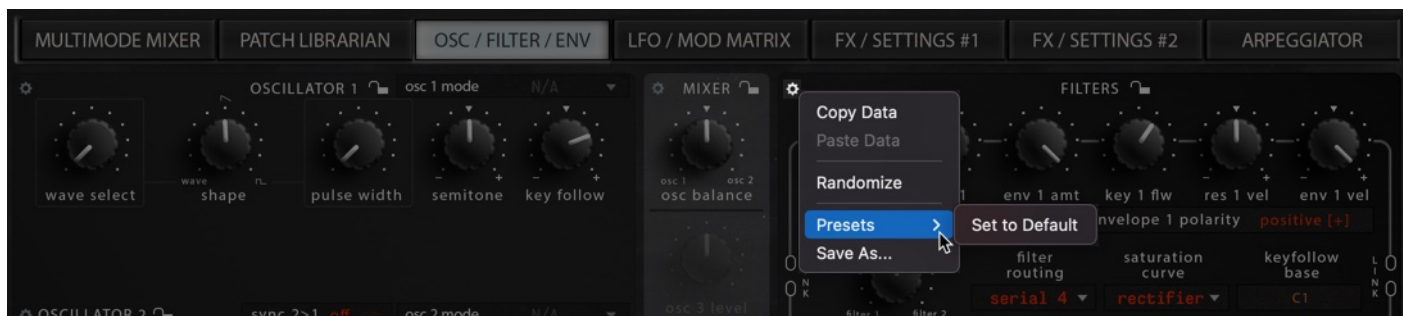 MULTIMODE MIXER PATCH LIBRARIAN OSC / FILTER / ENV LFO / MOD MATRIX FX / SETTINGS #1 FX / SETTINGS #2 ARPEGGIATOR
OSCILLATOR 1 osc 1 mode N/A MIXER FILTERS
wave select
wave
shape
pulse width
- +
semitone
- +
key follow
osc 1 osc 2
osc balance
Copy Data
Paste Data
Randomize
Presets
Save As...
Set to Default
1
- +
env 1 amt key 1 flw res 1 vel env 1 vel
nvelope 1 polarity positive [+]
filter routing
saturation curve
keyfollow base
serial 4 rectifier C1
LINK
NK
filter 1 filter 2
OSCILLATOR 2 sync 2>1 off osc 2 mode N/A osc 3 level